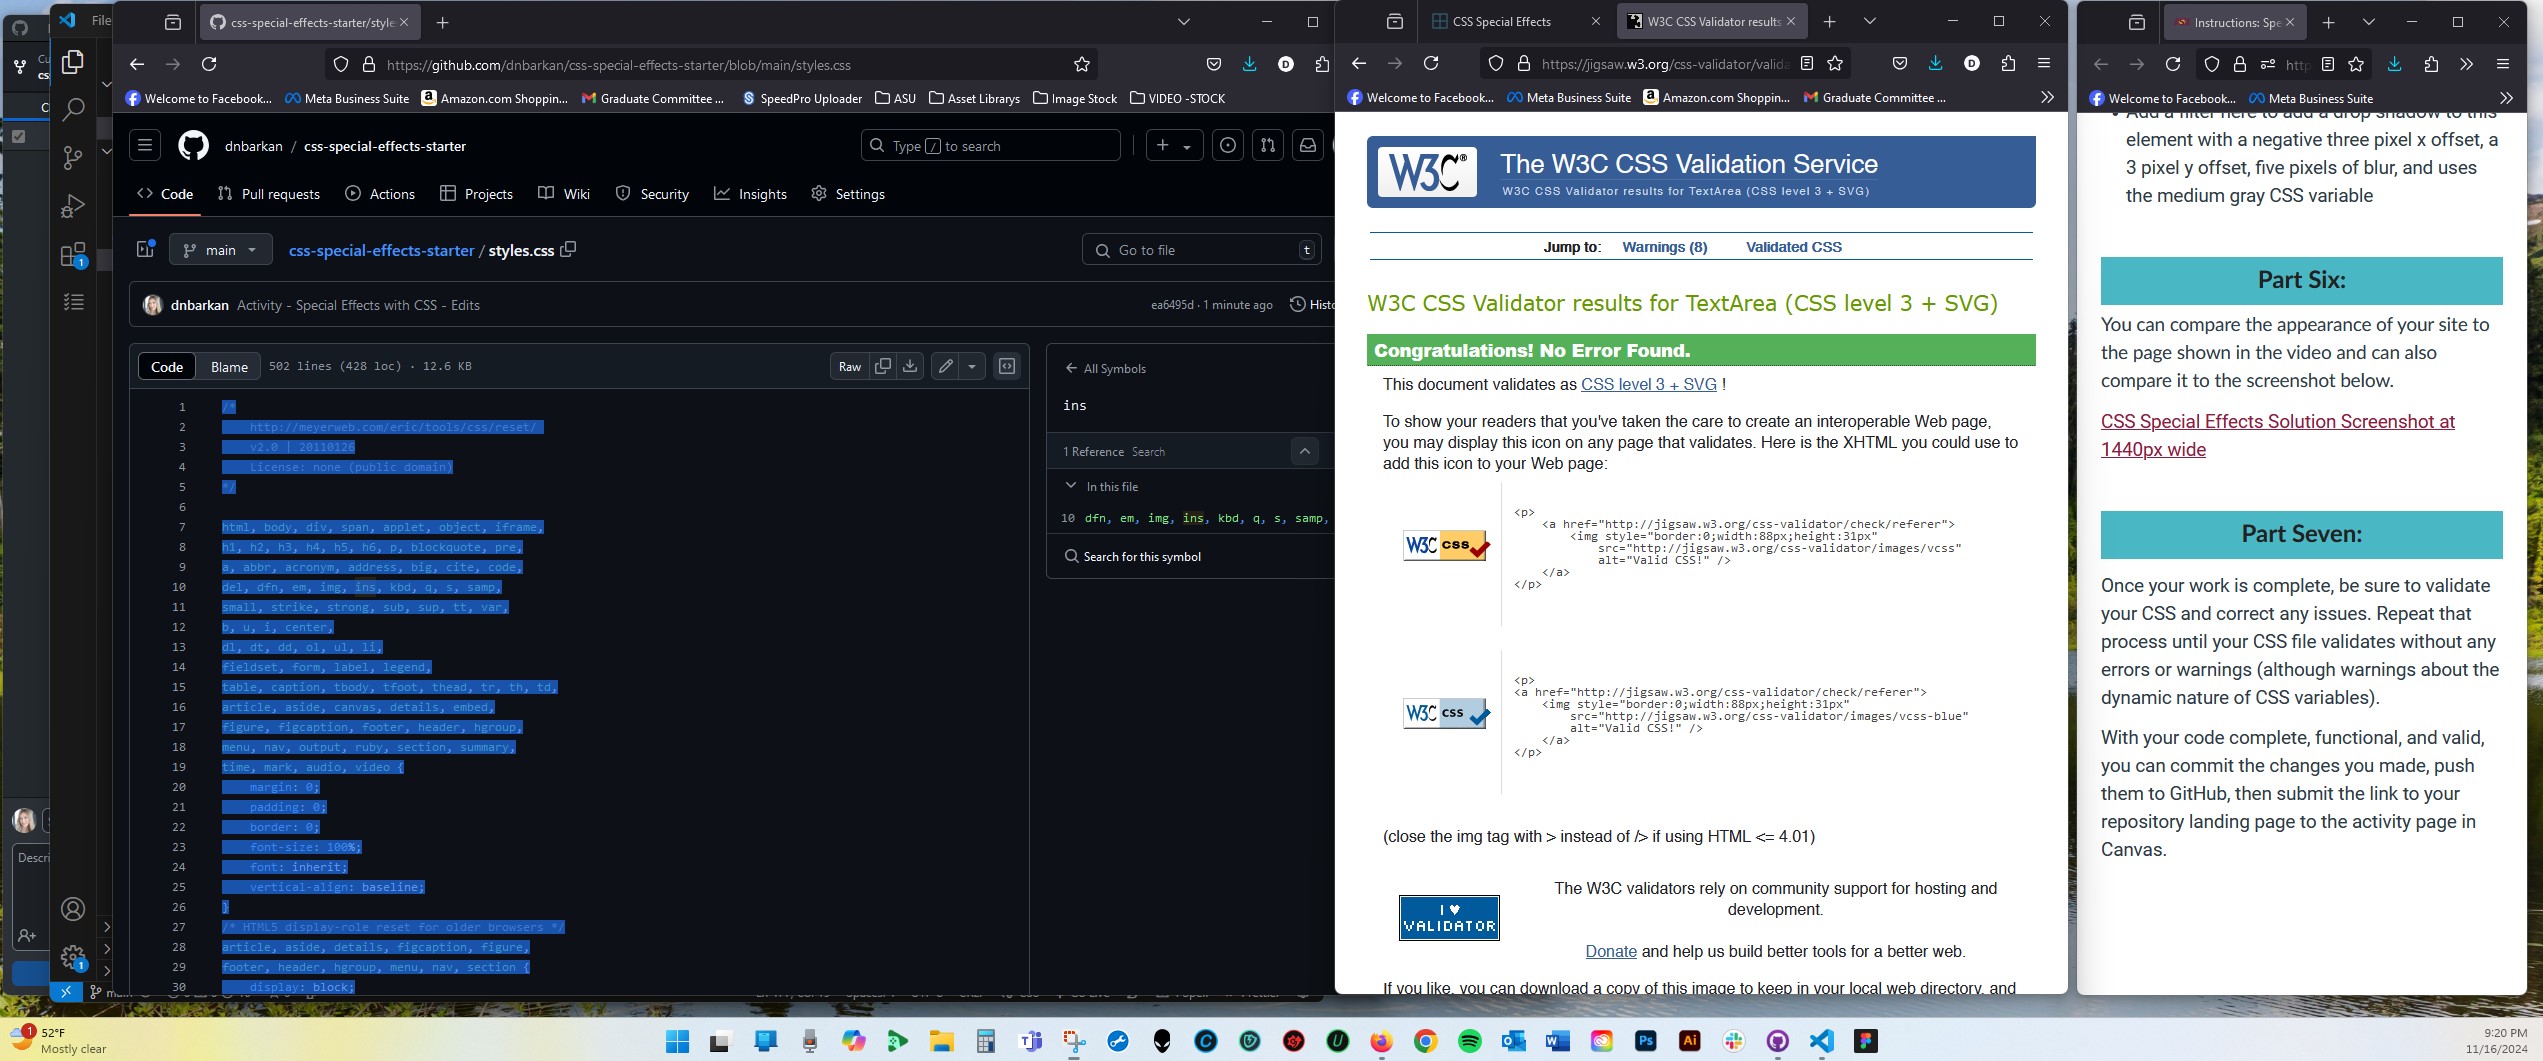 File
Cu
cs
C
Descri
main
css-special-effects-starter/style
https://github.com/dnbarkan/css-special-effects-starter/blob/main/styles.css
Welcome to Facebook...
Meta Business Suite
Amazon.com Shoppin...
Graduate Committee ...
SpeedPro Uploader
ASU
Asset Librarys
Image Stock
VIDEO -STOCK
dnbarkan / css-special-effects-starter
Type / to search
Code
Pull requests
Actions
Projects
Wiki
Security
Insights
Settings
main
css-special-effects-starter / styles.css
Go to file
t
dnbarkan Activity - Special Effects with CSS - Edits
ea6495d · 1 minute ago
Histo
Code
Blame
502 lines (428 loc) · 12.6 KB
Raw
1 /*
2 http://meyerweb.com/eric/tools/css/reset/
3 v2.0 | 20110126
4 License: none (public domain)
5 */
6
7 html, body, div, span, applet, object, iframe,
8 h1, h2, h3, h4, h5, h6, p, blockquote, pre,
9 a, abbr, acronym, address, big, cite, code,
10 del, dfn, em, img, ins, kbd, q, s, samp,
11 small, strike, strong, sub, sup, tt, var,
12 b, u, i, center,
13 dl, dt, dd, ol, ul, li,
14 fieldset, form, label, legend,
15 table, caption, tbody, tfoot, thead, tr, th, td,
16 article, aside, canvas, details, embed,
17 figure, figcaption, footer, header, hgroup,
18 menu, nav, output, ruby, section, summary,
19 time, mark, audio, video {
20 margin: 0;
21 padding: 0;
22 border: 0;
23 font-size: 100%;
24 font: inherit;
25 vertical-align: baseline;
26 }
27 /* HTML5 display-role reset for older browsers */
28 article, aside, details, figcaption, figure,
29 footer, header, hgroup, menu, nav, section {
30 display: block;
All Symbols
ins
1 Reference Search
In this file
10 dfn, em, img, ins, kbd, q, s, samp,
Search for this symbol
CSS Special Effects
W3C CSS Validator results
https://jigsaw.w3.org/css-validator/valida
Welcome to Facebook...
Meta Business Suite
Amazon.com Shoppin...
Graduate Committee ...
W3C®
The W3C CSS Validation Service
W3C CSS Validator results for TextArea (CSS level 3 + SVG)
Jump to: Warnings (8) Validated CSS
W3C CSS Validator results for TextArea (CSS level 3 + SVG)
Congratulations! No Error Found.
This document validates as CSS level 3 + SVG !
To show your readers that you've taken the care to create an interoperable Web page,
you may display this icon on any page that validates. Here is the XHTML you could use to
add this icon to your Web page:
W3C css
<p>
<a href="http://jigsaw.w3.org/css-validator/check/referer">
<img style="border:0;width:88px;height:31px"
src="http://jigsaw.w3.org/css-validator/images/vcss"
alt="Valid CSS!" />
</a>
</p>
W3C css
<p>
<a href="http://jigsaw.w3.org/css-validator/check/referer">
<img style="border:0;width:88px;height:31px"
src="http://jigsaw.w3.org/css-validator/images/vcss-blue"
alt="Valid CSS!" />
</a>
</p>
(close the img tag with > instead of /> if using HTML <= 4.01)
I ♥
VALIDATOR
The W3C validators rely on community support for hosting and
development.
Donate and help us build better tools for a better web.
If you like, you can download a copy of this image to keep in your local web directory, and
Instructions: Spe
http
Welcome to Facebook...
Meta Business Suite
Add a filter here to add a drop shadow to this
element with a negative three pixel x offset, a
3 pixel y offset, five pixels of blur, and uses
the medium gray CSS variable
Part Six:
You can compare the appearance of your site to
the page shown in the video and can also
compare it to the screenshot below.
CSS Special Effects Solution Screenshot at
1440px wide
Part Seven:
Once your work is complete, be sure to validate
your CSS and correct any issues. Repeat that
process until your CSS file validates without any
errors or warnings (although warnings about the
dynamic nature of CSS variables).
With your code complete, functional, and valid,
you can commit the changes you made, push
them to GitHub, then submit the link to your
repository landing page to the activity page in
Canvas.
1
52°F
Mostly clear
9:20 PM
11/16/2024